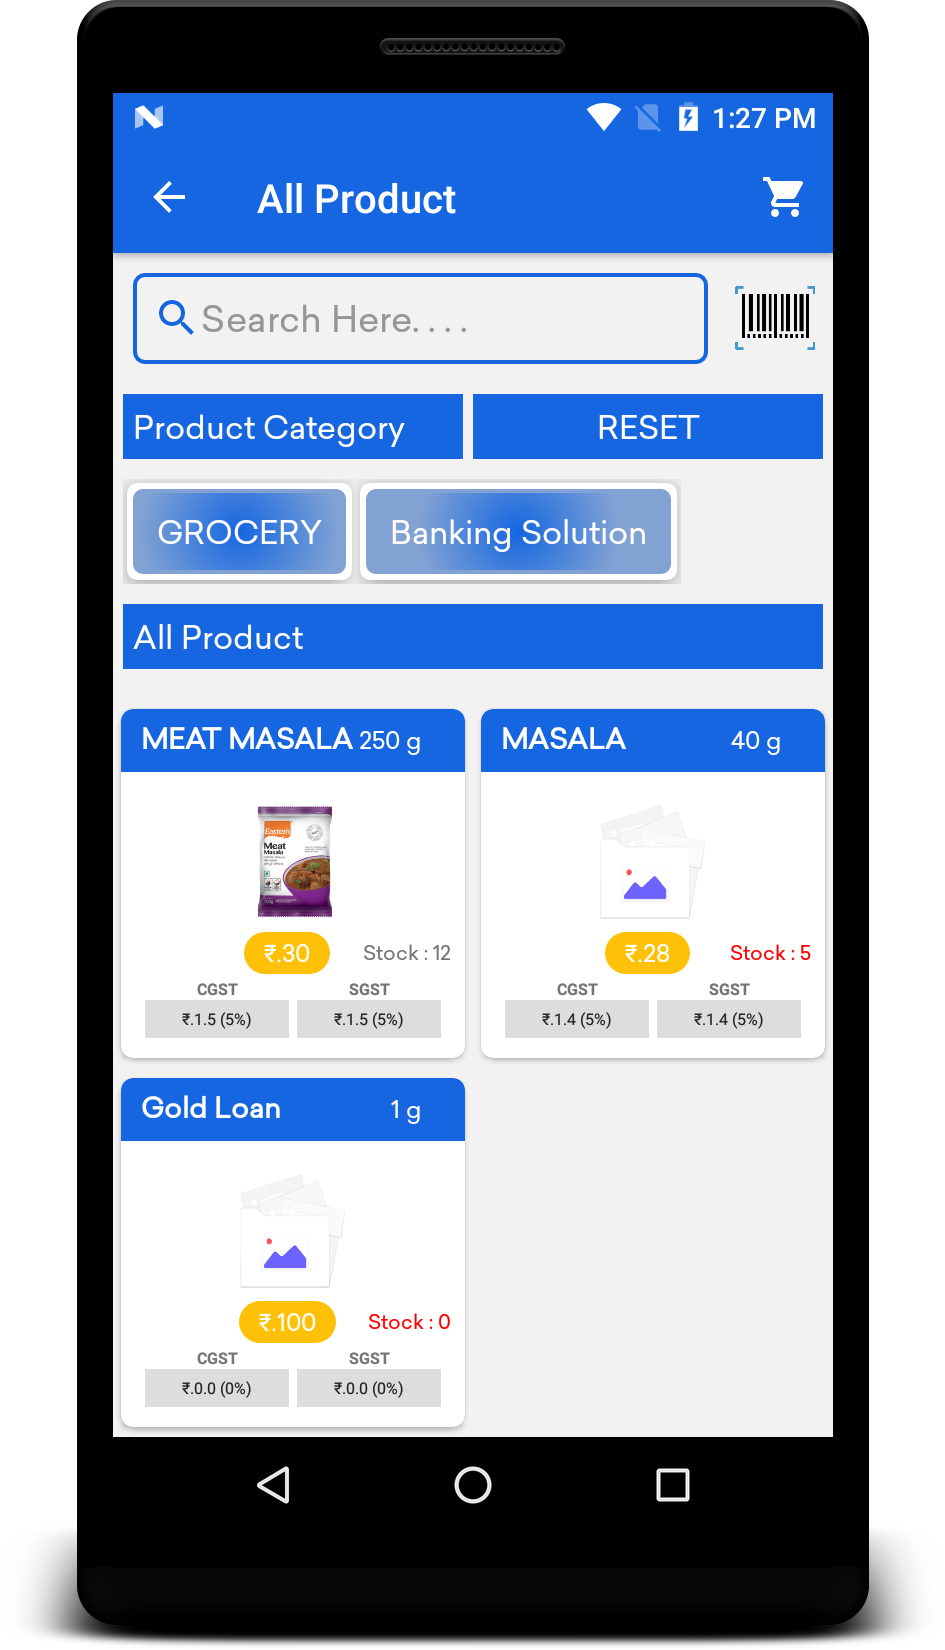 1:27 PM
All Product
Search Here. . . .
Product Category
RESET
GROCERY
Banking Solution
All Product
MEAT MASALA 250 g
MASALA 40 g
Eastern
Meat
Masala
₹.30 Stock : 12
₹.28 Stock : 5
CGST SGST
CGST SGST
₹.1.5 (5%) ₹.1.5 (5%)
₹.1.4 (5%) ₹.1.4 (5%)
Gold Loan 1 g
₹.100 Stock : 0
CGST SGST
₹.0.0 (0%) ₹.0.0 (0%)